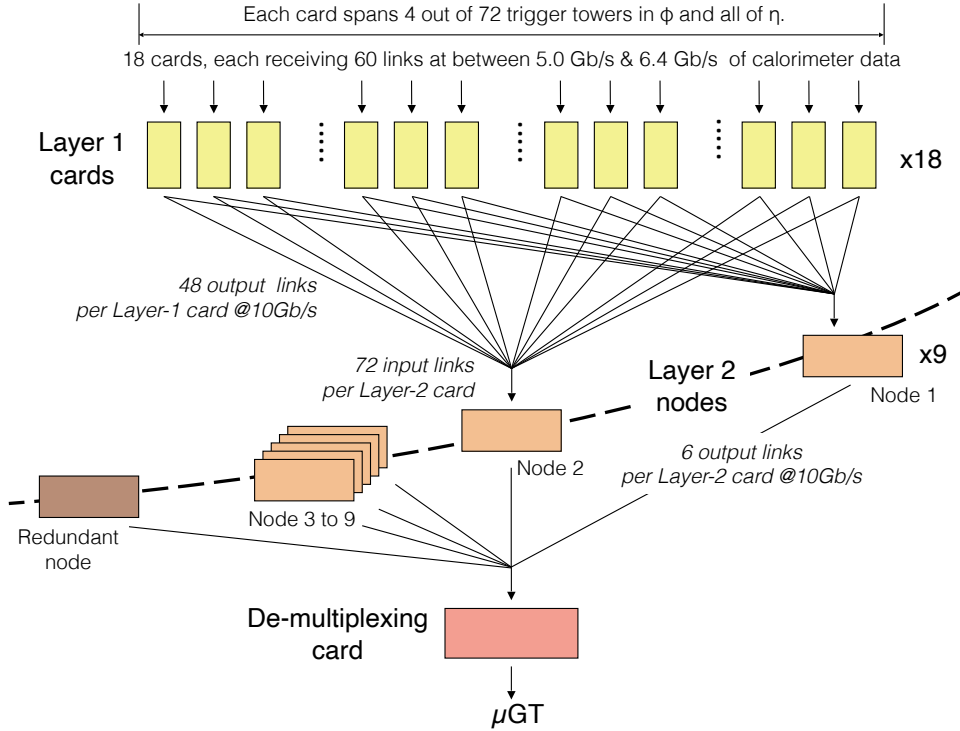 Each card spans 4 out of 72 trigger towers in ϕ and all of η.
18 cards, each receiving 60 links at between 5.0 Gb/s & 6.4 Gb/s of calorimeter data
Layer 1
cards
x18
48 output links
per Layer-1 card @10Gb/s
72 input links
per Layer-2 card
Layer 2
nodes
x9
Node 1
6 output links
per Layer-2 card @10Gb/s
Node 2
Node 3 to 9
Redundant
node
De-multiplexing
card
µGT